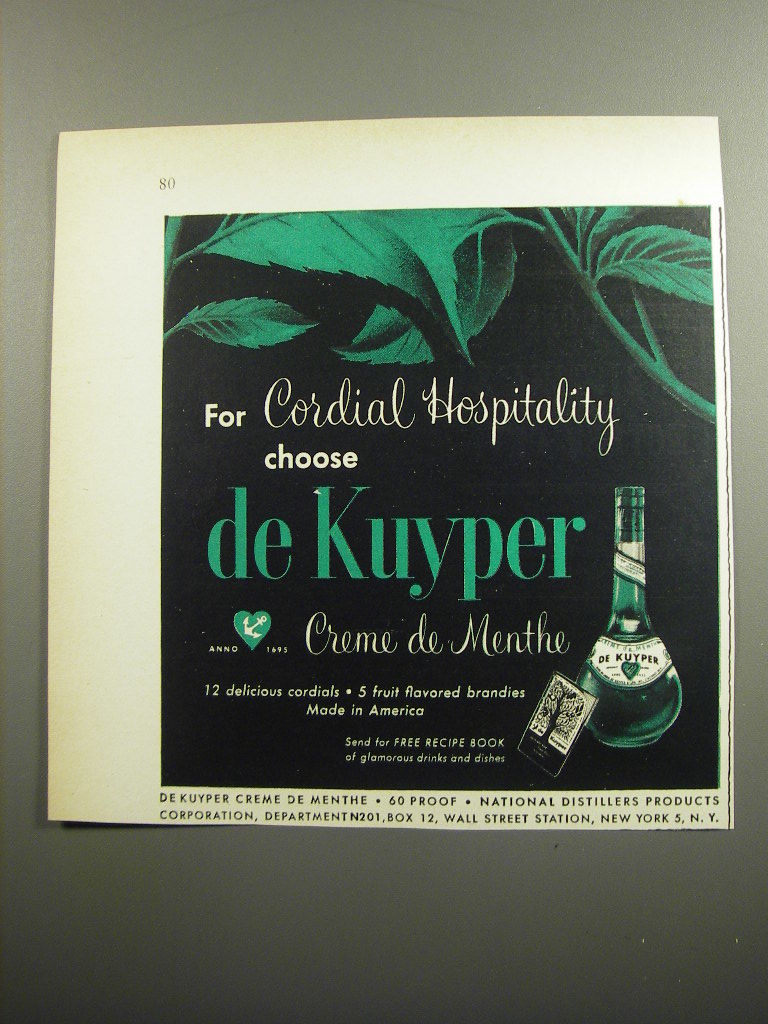 80
For Cordial Hospitality
choose
de Kuyper
ANNO 1695
Creme de Menthe
DE KUYPER
12 delicious cordials • 5 fruit flavored brandies
Made in America
Send for FREE RECIPE BOOK
of glamorous drinks and dishes
DE KUYPER CREME DE MENTHE • 60 PROOF • NATIONAL DISTILLERS PRODUCTS
CORPORATION, DEPARTMENT N201, BOX 12, WALL STREET STATION, NEW YORK 5, N. Y.